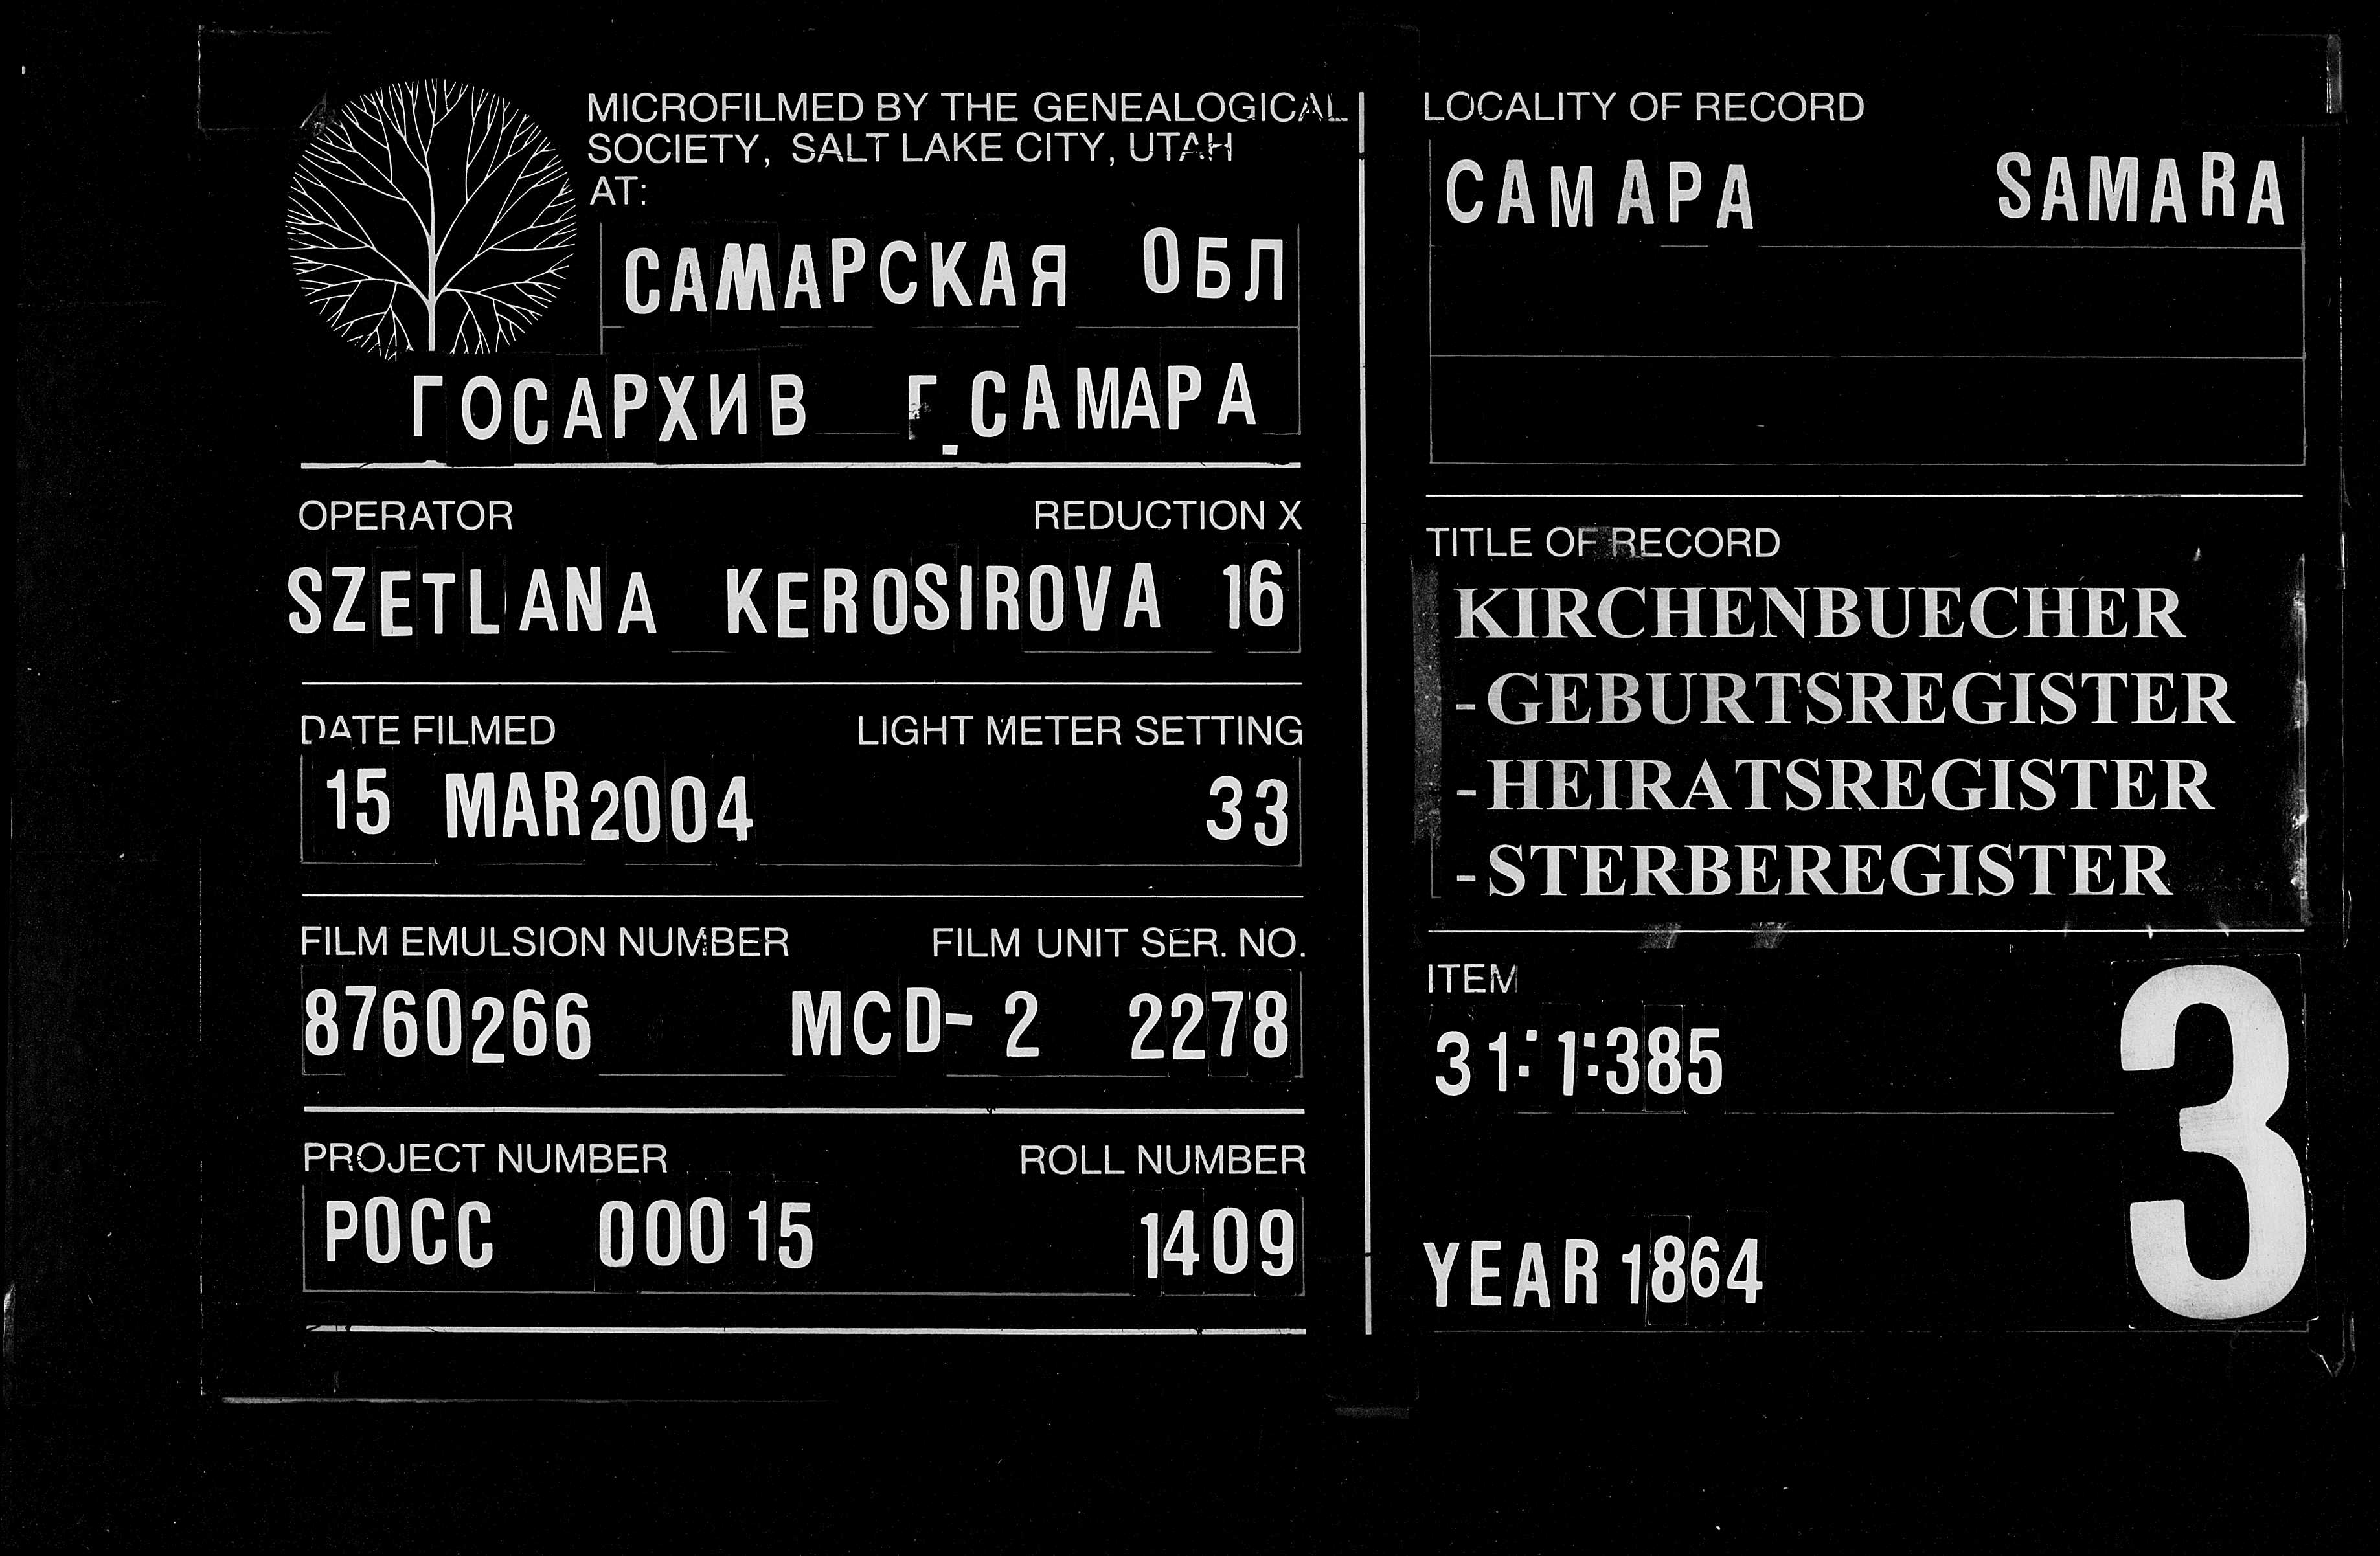 MICROFILMED BY THE GENEALOGICAL
SOCIETY, SALT LAKE CITY, UTAH
AT:
САМАРСКАЯ ОБЛ
ГОСАРХИВ Г.САМАРА
OPERATOR REDUCTION X
SZETLANA KEROSIROVA 16
DATE FILMED LIGHT METER SETTING
15 MAR 2004 33
FILM EMULSION NUMBER FILM UNIT SER. NO.
8760266 MCD- 2 2278
PROJECT NUMBER ROLL NUMBER
РОСС 00015 1409
LOCALITY OF RECORD
САМАРА SAMARA
TITLE OF RECORD
KIRCHENBUECHER
-GEBURTSREGISTER
-HEIRATSREGISTER
-STERBEREGISTER
ITEM
31:1:385
3
YEAR 1864